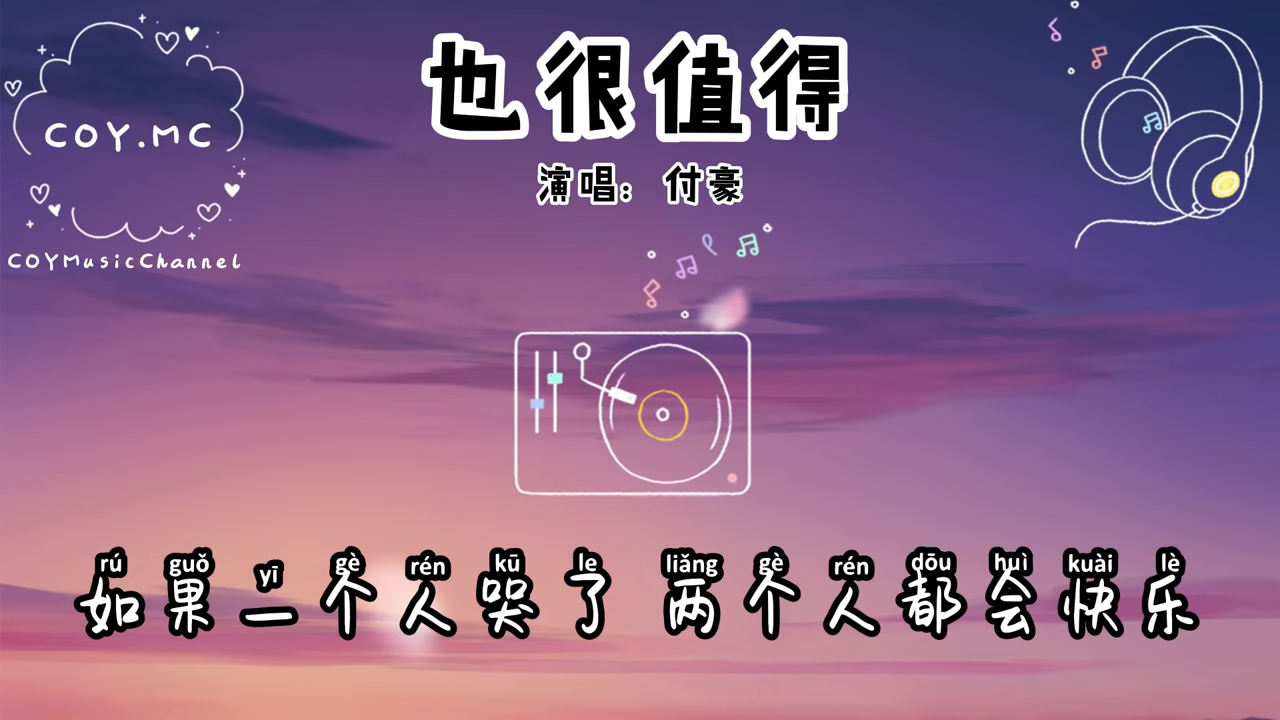 COY.MC
COYMusicChannel
也很值得
演唱: 付豪
rú guǒ yī gè rén kū le liǎng gè rén dōu huì kuài lè
如果一个人哭了 两个人都会快乐